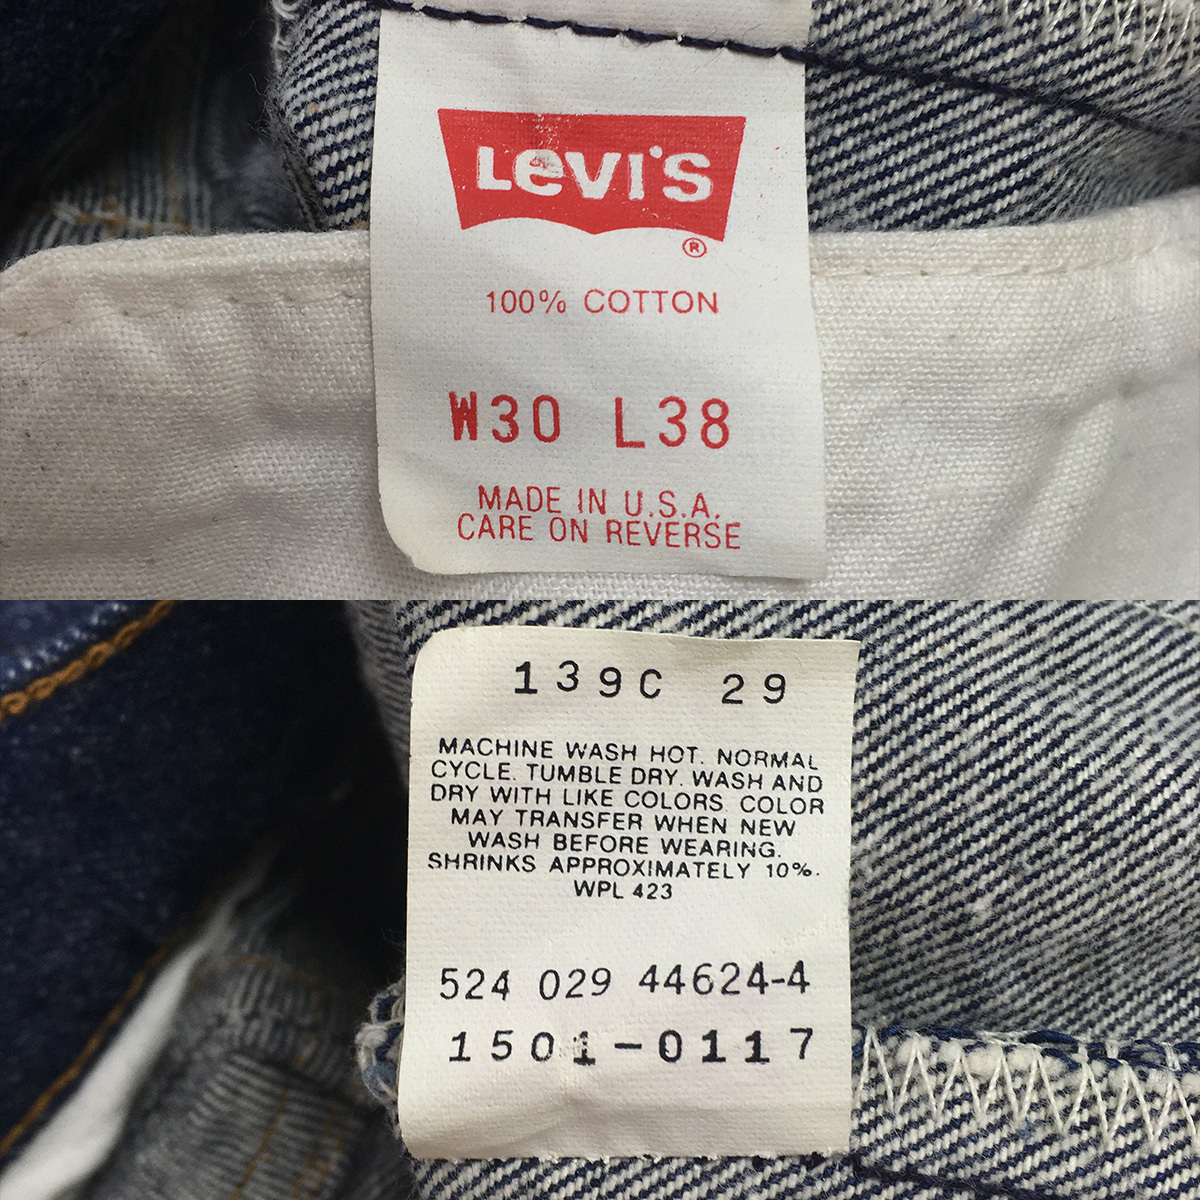 Levi's
®
100% COTTON
W30 L38
MADE IN U.S.A.
CARE ON REVERSE
139C 29
MACHINE WASH HOT. NORMAL
CYCLE. TUMBLE DRY. WASH AND
DRY WITH LIKE COLORS. COLOR
MAY TRANSFER WHEN NEW
WASH BEFORE WEARING.
SHRINKS APPROXIMATELY 10%.
WPL 423
524 029 44624-4
1501-0117